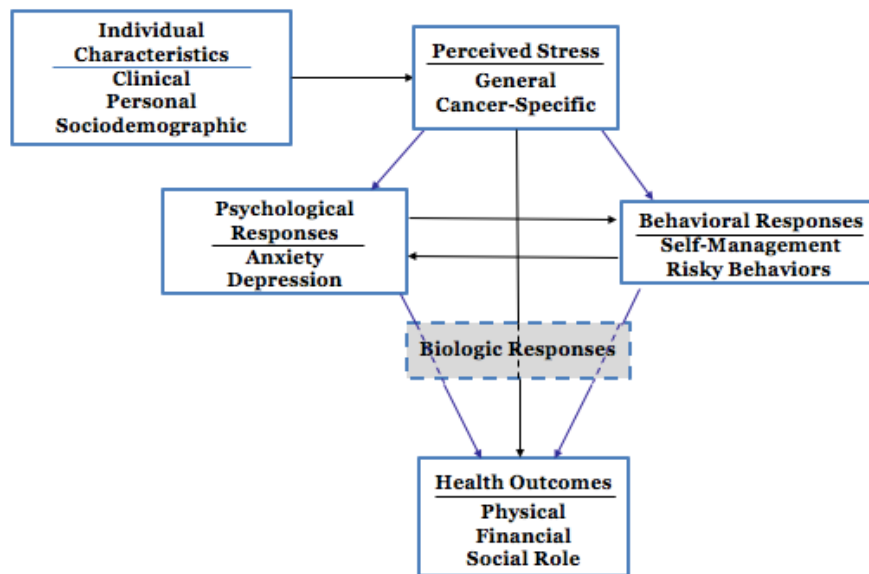 Individual
Characteristics
Clinical
Personal
Sociodemographic
Perceived Stress
General
Cancer-Specific
Psychological
Responses
Anxiety
Depression
Behavioral Responses
Self-Management
Risky Behaviors
Biologic Responses
Health Outcomes
Physical
Financial
Social Role